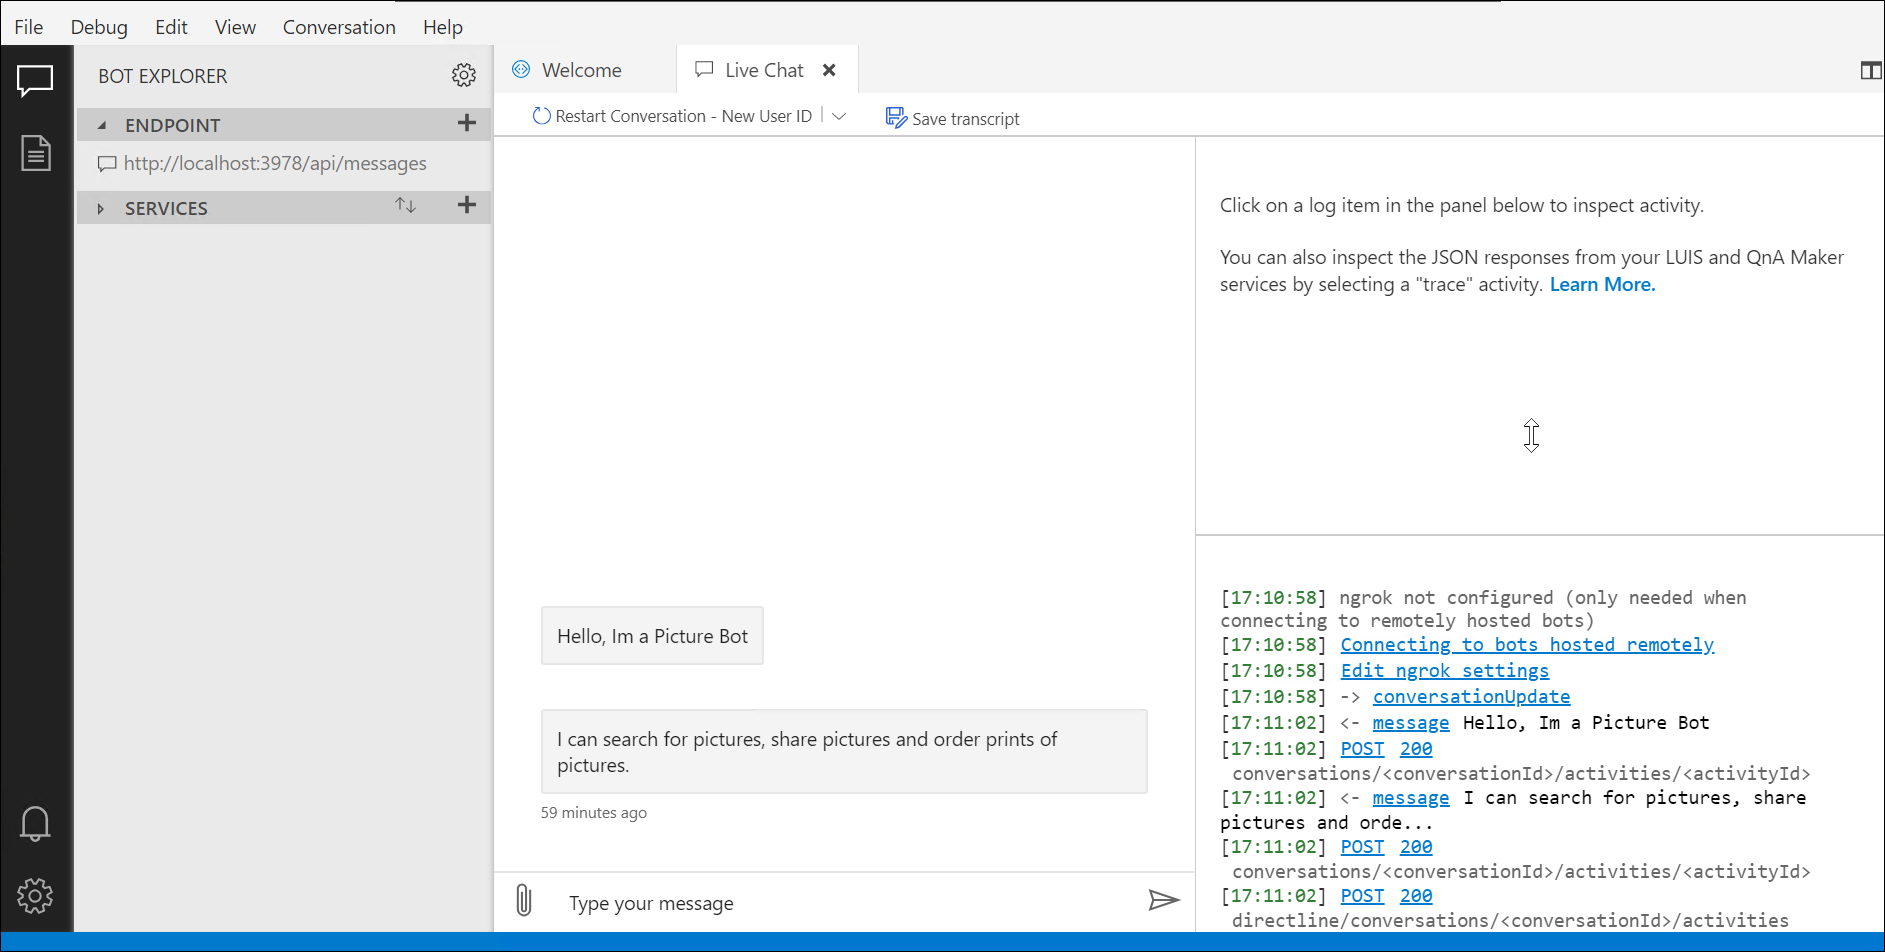 File Debug Edit View Conversation Help
BOT EXPLORER
ENDPOINT
http://localhost:3978/api/messages
SERVICES
Welcome
Live Chat
Restart Conversation - New User ID
Save transcript
Hello, Im a Picture Bot
I can search for pictures, share pictures and order prints of
pictures.
59 minutes ago
Type your message
Click on a log item in the panel below to inspect activity.
You can also inspect the JSON responses from your LUIS and QnA Maker
services by selecting a "trace" activity. Learn More.
[17:10:58] ngrok not configured (only needed when
connecting to remotely hosted bots)
[17:10:58] Connecting to bots hosted remotely
[17:10:58] Edit ngrok settings
[17:10:58] -> conversationUpdate
[17:11:02] <- message Hello, Im a Picture Bot
[17:11:02] POST 200
conversations/<conversationId>/activities/<activityId>
[17:11:02] <- message I can search for pictures, share
pictures and orde...
[17:11:02] POST 200
conversations/<conversationId>/activities/<activityId>
[17:11:02] POST 200
directline/conversations/<conversationId>/activities